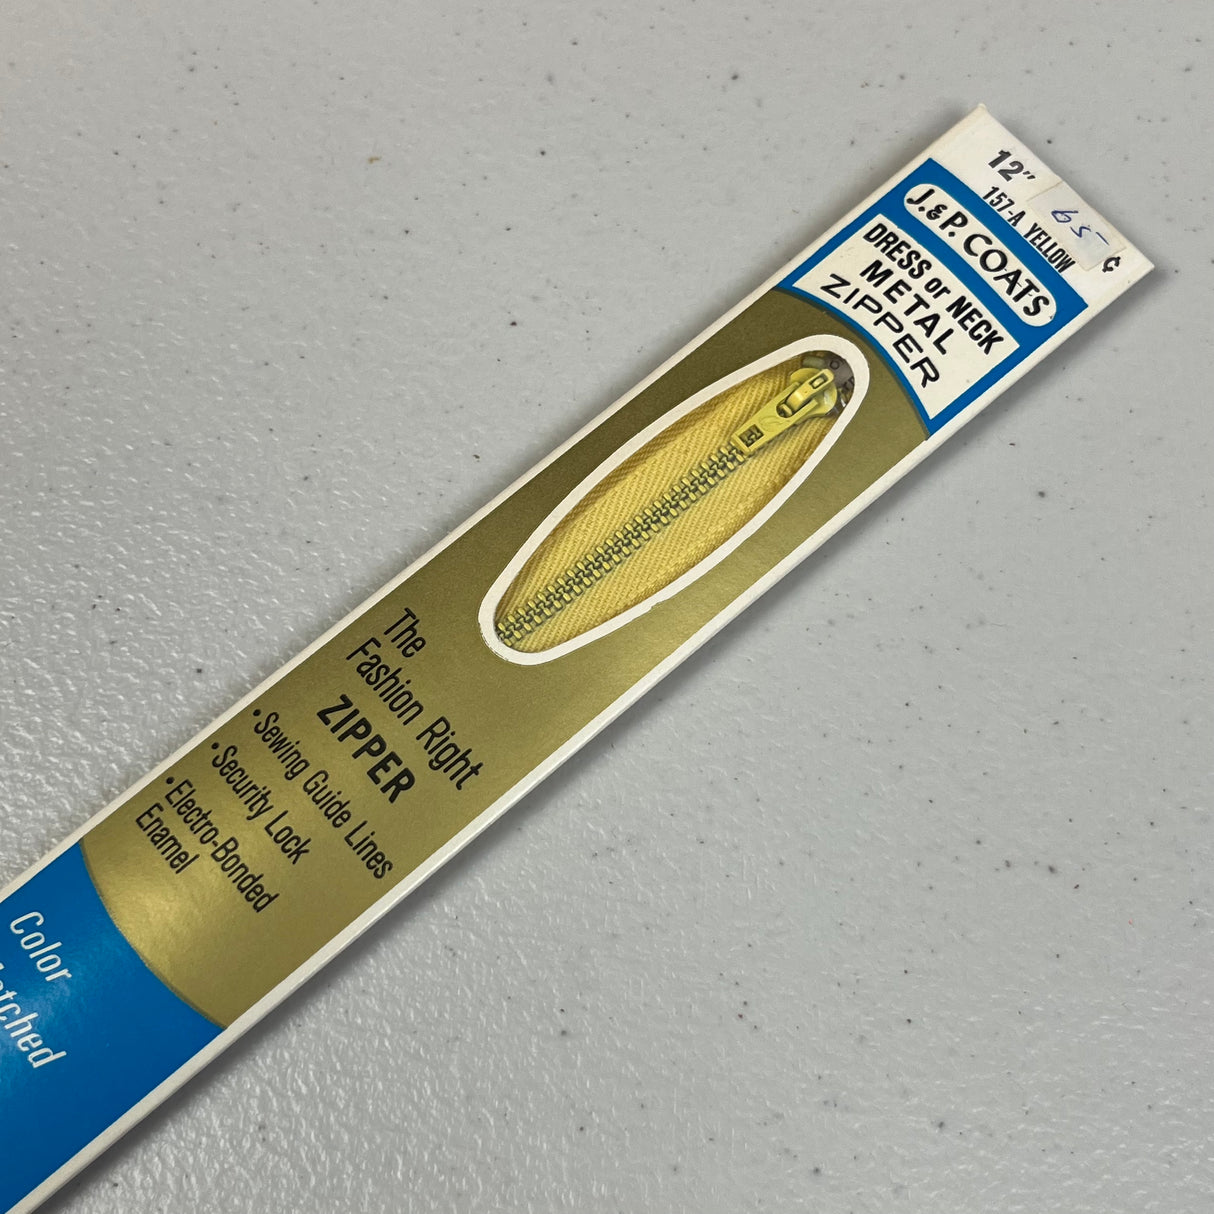 12"
157-A YELLOW
65 ¢
J.&P. COATS
DRESS or NECK
METAL
ZIPPER
The
Fashion Right
ZIPPER
•Sewing Guide Lines
•Security Lock
•Electro-Bonded
Enamel
Color